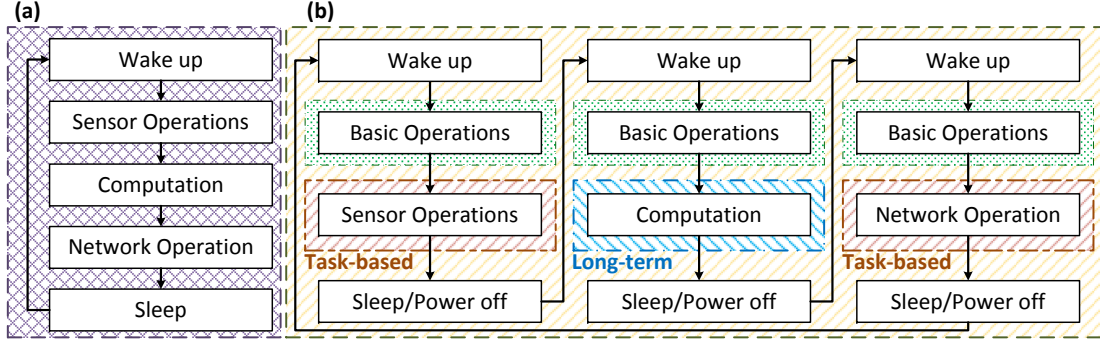 (a)
Wake up
Sensor Operations
Computation
Network Operation
Sleep
(b)
Wake up
Basic Operations
Sensor Operations
Task-based
Sleep/Power off
Wake up
Basic Operations
Computation
Long-term
Sleep/Power off
Wake up
Basic Operations
Network Operation
Task-based
Sleep/Power off